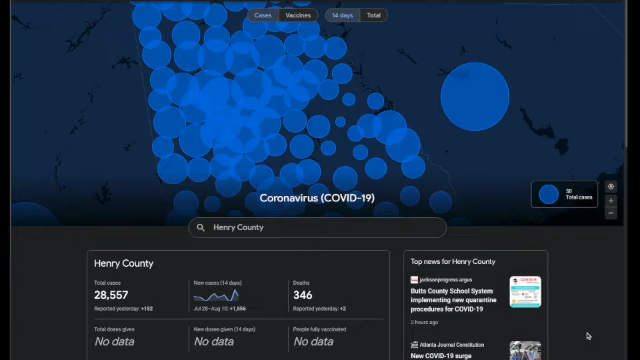 Cases Vaccines 14 days Total
50
Total cases
Coronavirus (COVID-19)
Henry County
Henry County
Total cases
28,557
Reported yesterday: +152
New cases (14 days)
Deaths
346
Reported yesterday: +2
Total doses given
No data
New doses given (14 days)
No data
People fully vaccinated
No data
Top news for Henry County
jacksonprogress argus
Butts County School System
implementing new quarantine
procedures for COVID-19
2 hours ago
Atlanta Journal Constitution
New COVID-19 surge